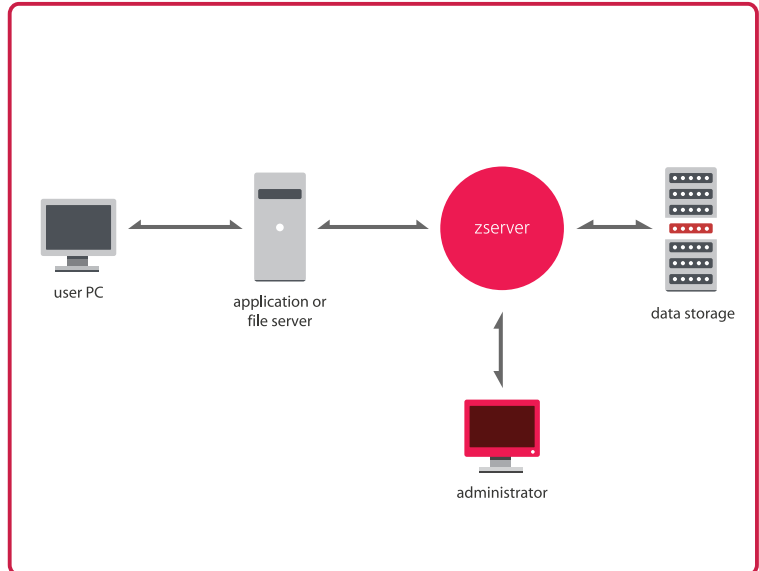 user PC
application or
file server
zserver
data storage
administrator